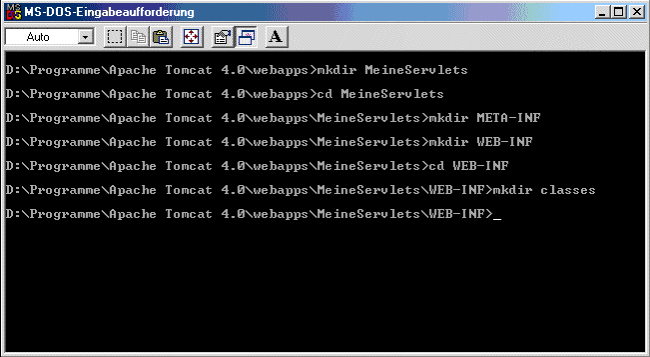 MS-DOS-Eingabeaufforderung
Auto
A
D:\Programme\Apache Tomcat 4.0\webapps>mkdir MeineServlets
D:\Programme\Apache Tomcat 4.0\webapps>cd MeineServlets
D:\Programme\Apache Tomcat 4.0\webapps\MeineServlets>mkdir META-INF
D:\Programme\Apache Tomcat 4.0\webapps\MeineServlets>mkdir WEB-INF
D:\Programme\Apache Tomcat 4.0\webapps\MeineServlets>cd WEB-INF
D:\Programme\Apache Tomcat 4.0\webapps\MeineServlets\WEB-INF>mkdir classes
D:\Programme\Apache Tomcat 4.0\webapps\MeineServlets\WEB-INF>_